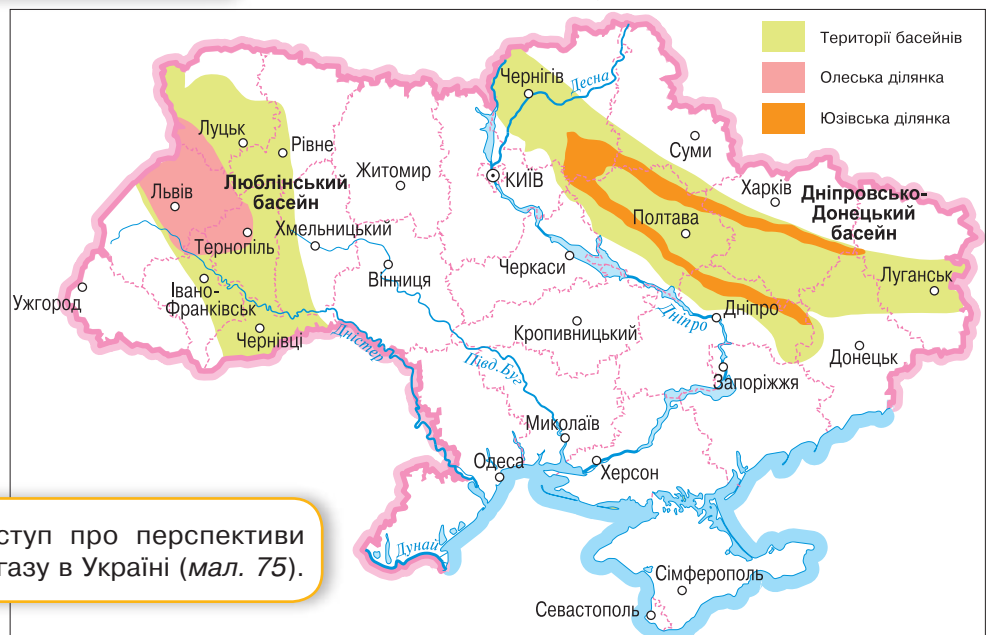 Території басейнів
Олеська ділянка
Юзівська ділянка
Чернігів
Десна
Луцьк
Рівне
Суми
Житомир
КИЇВ
Харків
Дніпровсько-
Донецький
басейн
Люблінський
басейн
Львів
Полтава
Хмельницький
Тернопіль
Черкаси
Луганськ
Вінниця
Ужгород
Івано-
Франківськ
Дніпро
Дніпро
Кропивницький
Чернівці
Дністер
Донецьк
Півд. Буг
Запоріжжя
Миколаїв
Одеса
Херсон
ступ про перспективи
газу в Україні (мал. 75).
Дунай
Сімферополь
Севастополь